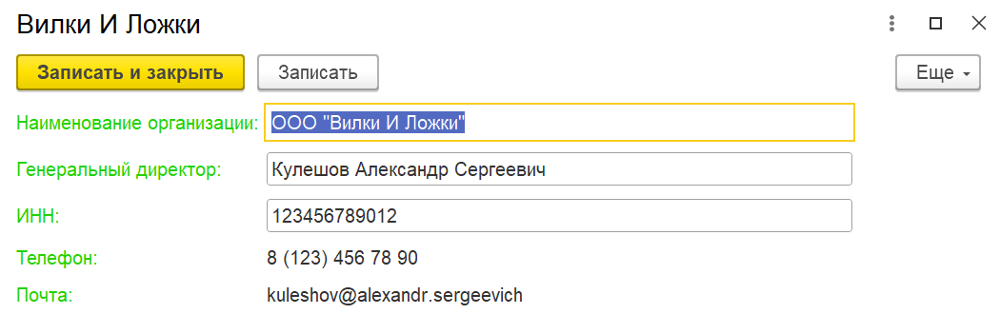 Вилки И Ложки
Записать и закрыть Записать Еще
Наименование организации: ООО "Вилки И Ложки"
Генеральный директор: Кулешов Александр Сергеевич
ИНН: 123456789012
Телефон: 8 (123) 456 78 90
Почта: kuleshov@alexandr.sergeevich